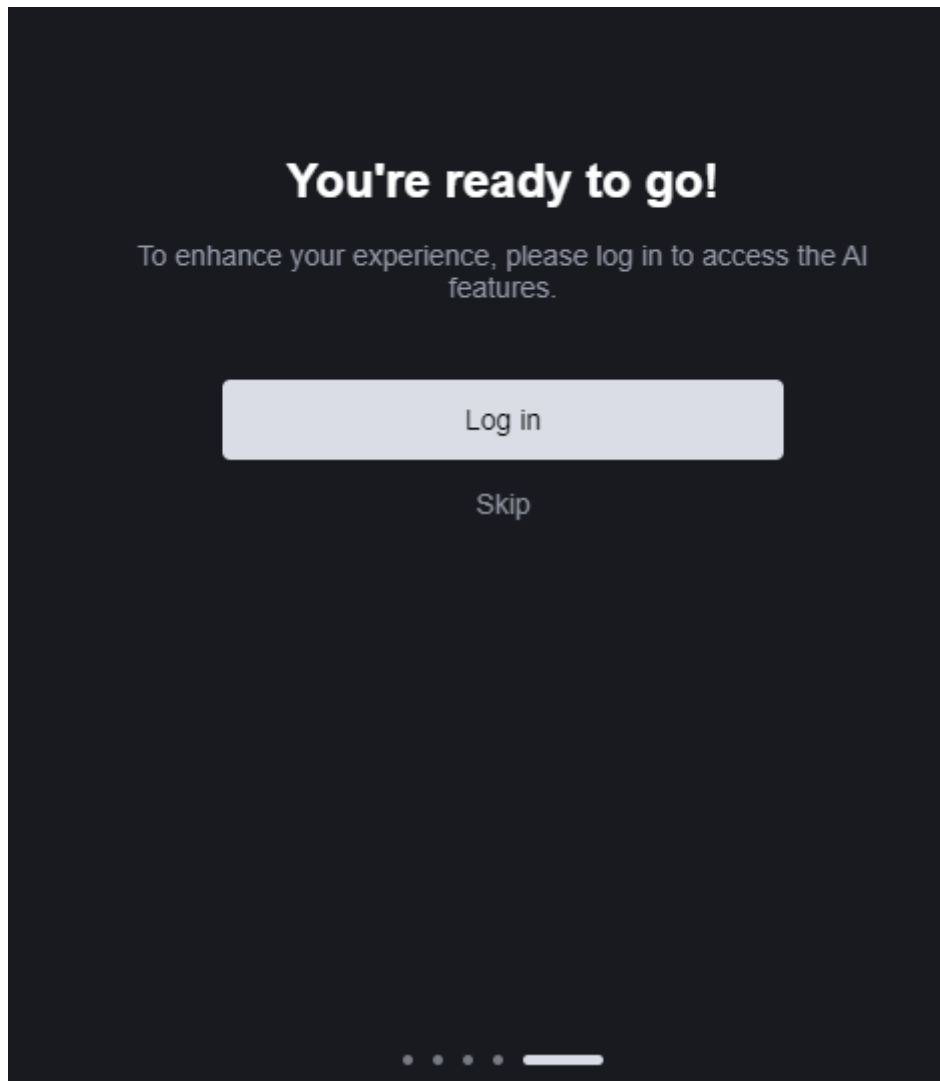 You're ready to go!
To enhance your experience, please log in to access the AI
features.
Log in
Skip